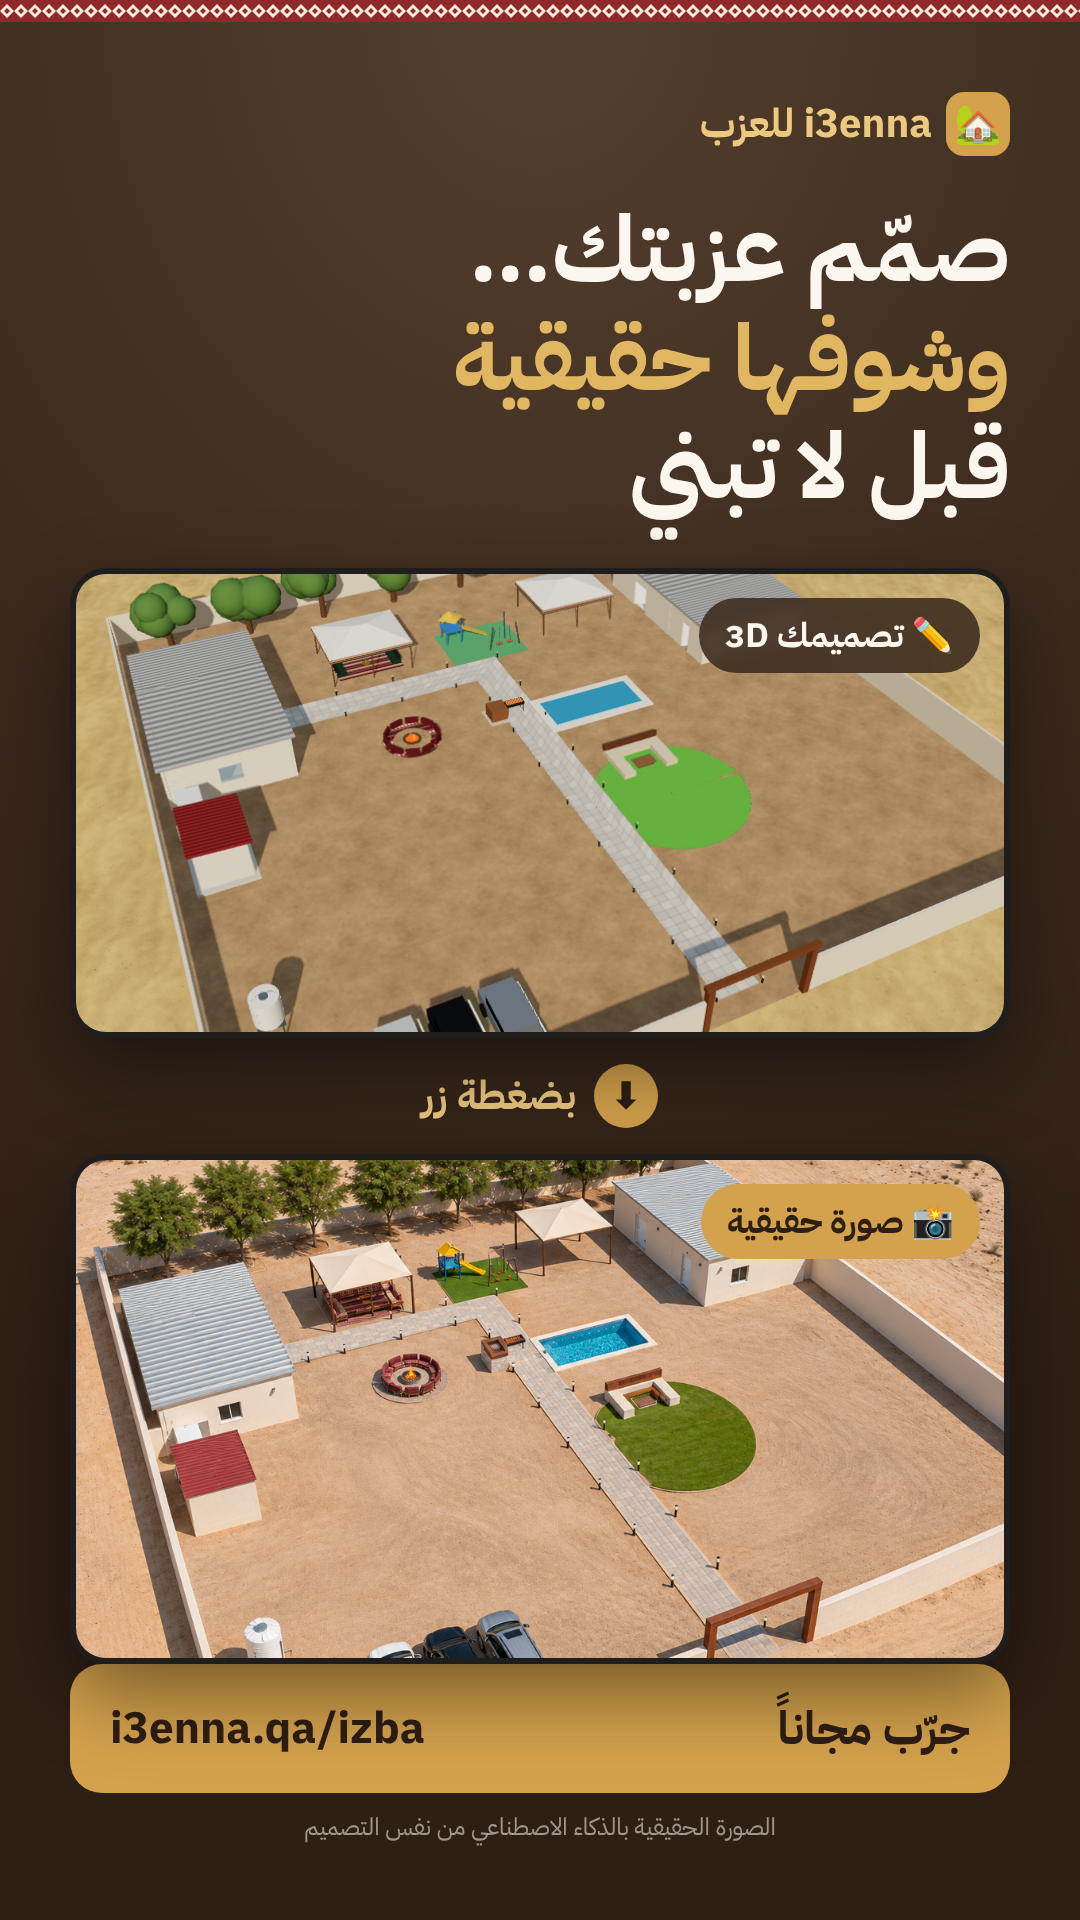 i3enna للعزب
صمّم عزبتك...
وشوفها حقيقية
قبل لا تبني
تصميمك 3D
بضغطة زر
صورة حقيقية
جرّب مجاناً
i3enna.qa/izba
الصورة الحقيقية بالذكاء الاصطناعي من نفس التصميم